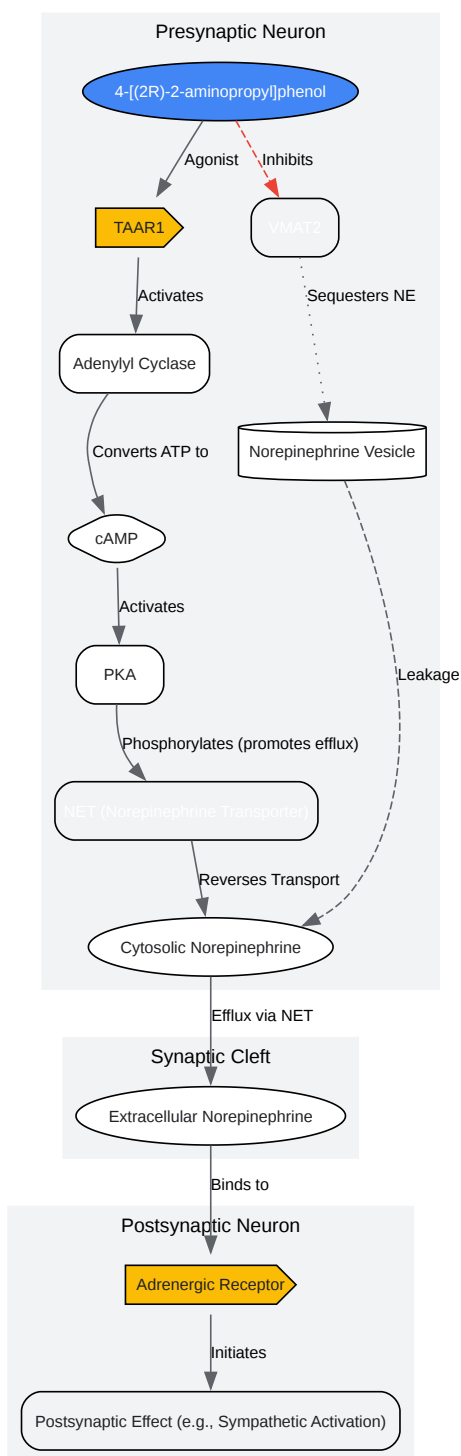 Presynaptic Neuron
4-[(2R)-2-aminopropyl]phenol
Agonist
Inhibits
TAAR1
VMAT2
Activates
Sequesters NE
Adenylyl Cyclase
Converts ATP to
Norepinephrine Vesicle
cAMP
Activates
PKA
Leakage
Phosphorylates (promotes efflux)
NET (Norepinephrine Transporter)
Reverses Transport
Cytosolic Norepinephrine
Efflux via NET
Synaptic Cleft
Extracellular Norepinephrine
Binds to
Postsynaptic Neuron
Adrenergic Receptor
Initiates
Postsynaptic Effect (e.g., Sympathetic Activation)